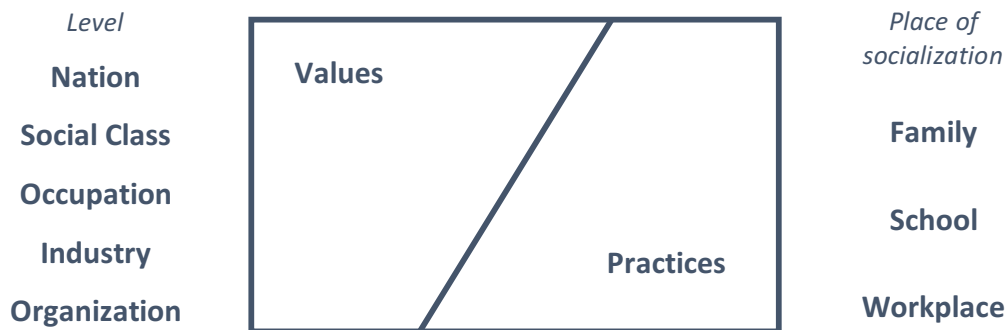 Level
Nation
Social Class
Occupation
Industry
Organization
Values
Practices
Place of
socialization
Family
School
Workplace